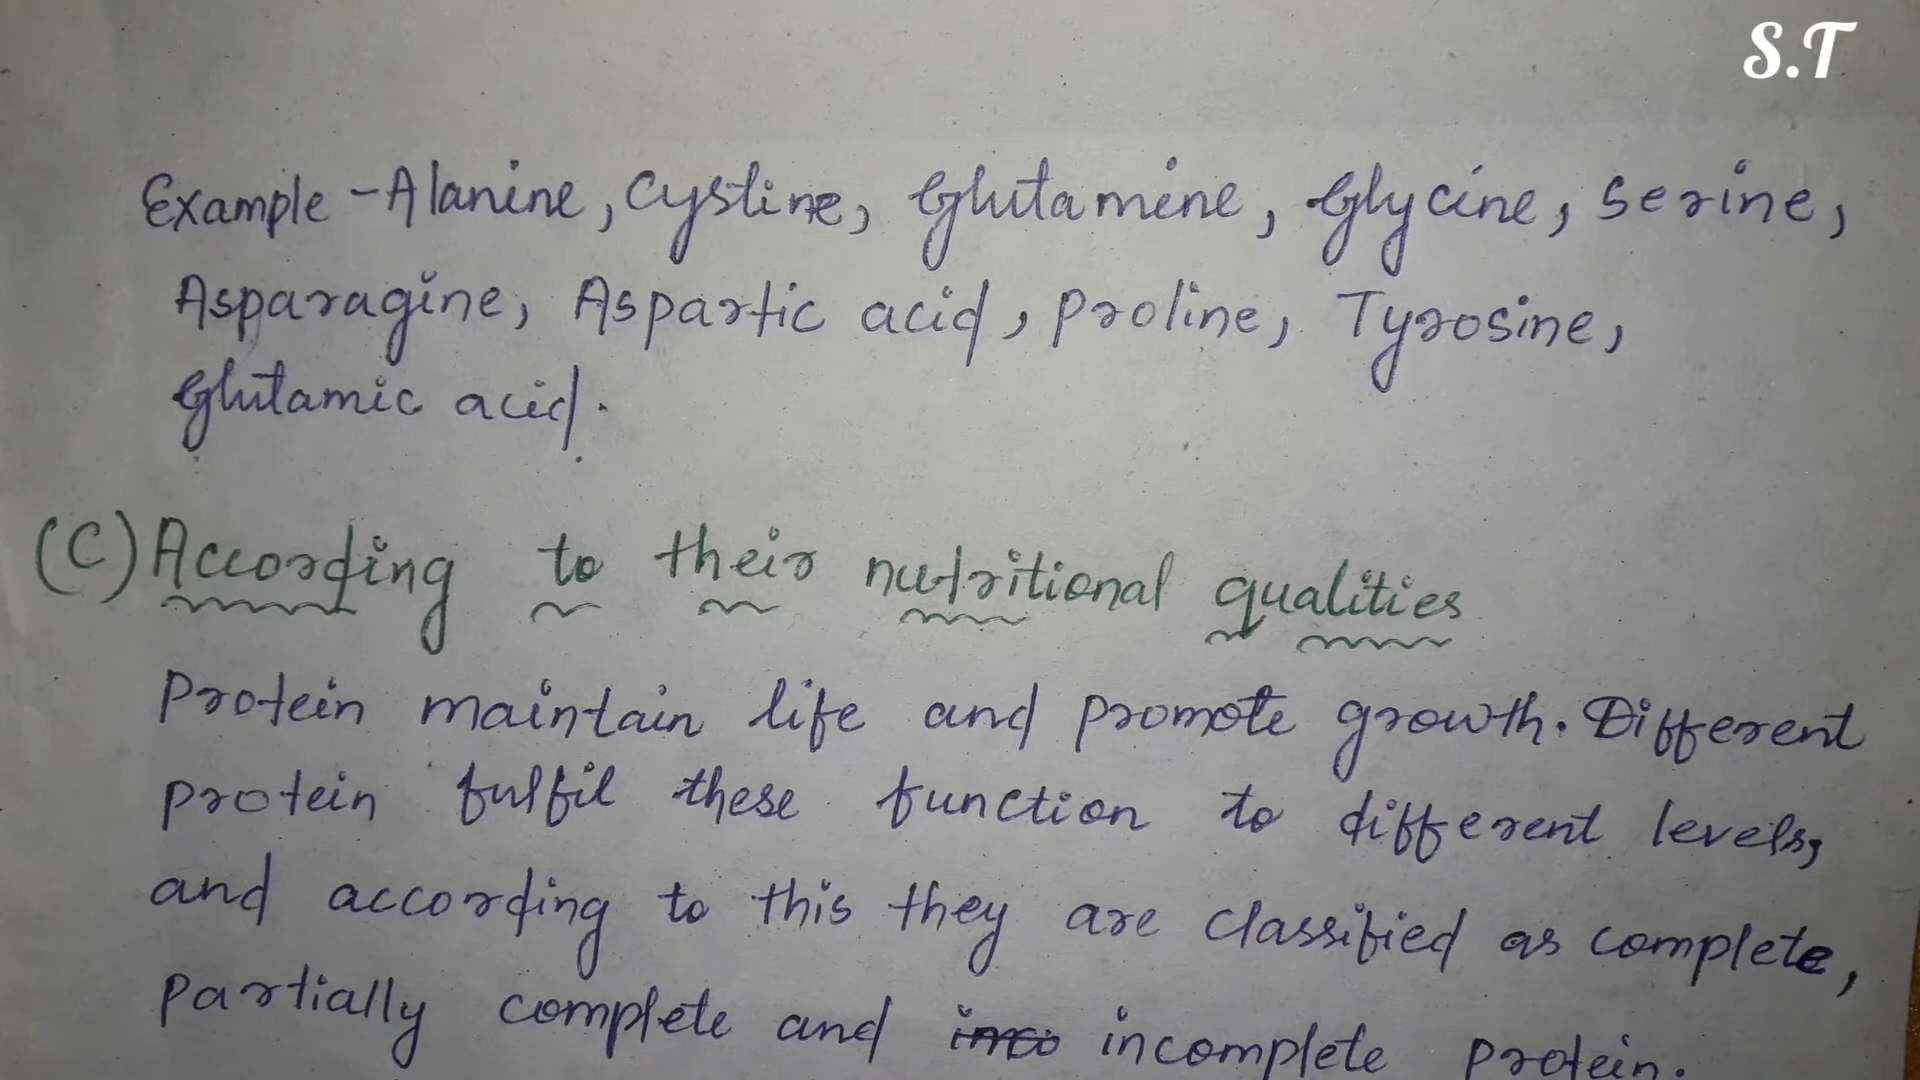 S.T
Example - Alanine, Cystine, Glutamine, Glycine, Serine,
Asparagine, Aspartic acid, Proline, Tyrosine,
Glutamic acid.
(C) According to their nutritional qualities
Protein maintain life and promote growth. Different
protein fulfil these function to different levels,
and according to this they are classified as complete,
partially complete and inco incomplete protein.